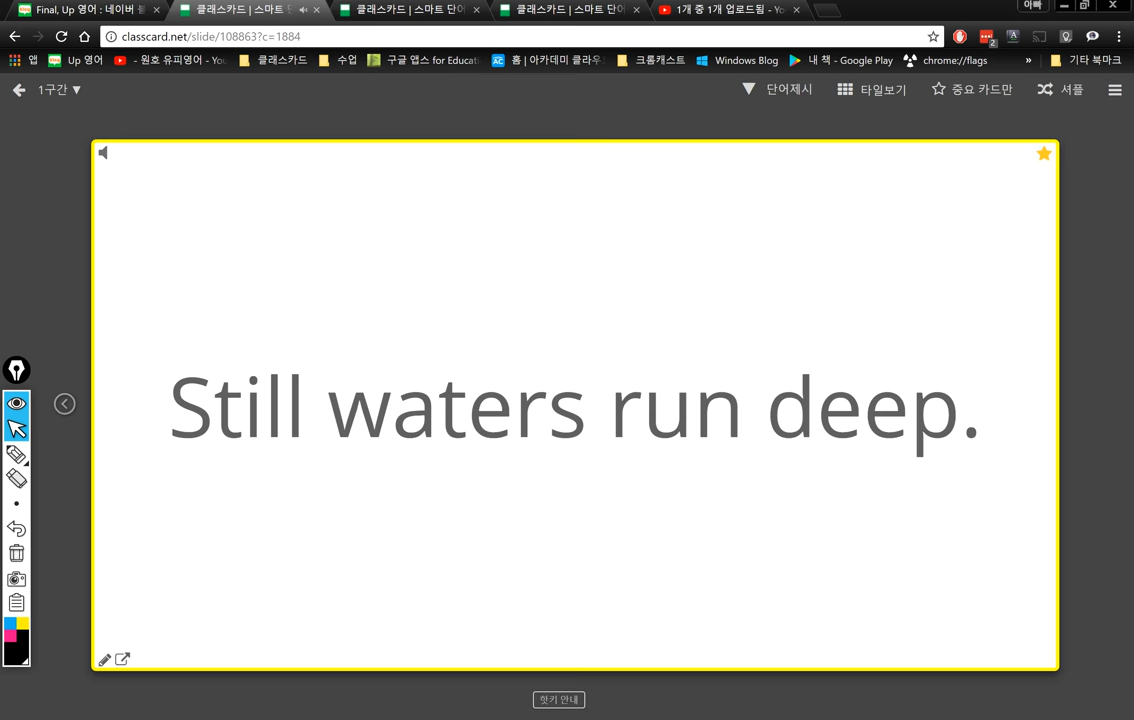 Final, Up 영어 : 네이버 블
클래스카드 | 스마트 단
클래스카드 | 스마트 단어
클래스카드 | 스마트 단어
1개 중 1개 업로드됨 - Yo
아빠
classcard.net/slide/108863?c=1884
2
앱
Up 영어
- 원호 유피영어 - You
클래스카드
수업
구글 앱스 for Educati
홈 | 아카데미 클라우
크롬캐스트
Windows Blog
내 책 - Google Play
chrome://flags
»
기타 북마크
1구간 ▼
▼ 단어제시
타일보기
중요 카드만
셔플
Still waters run deep.
핫키 안내